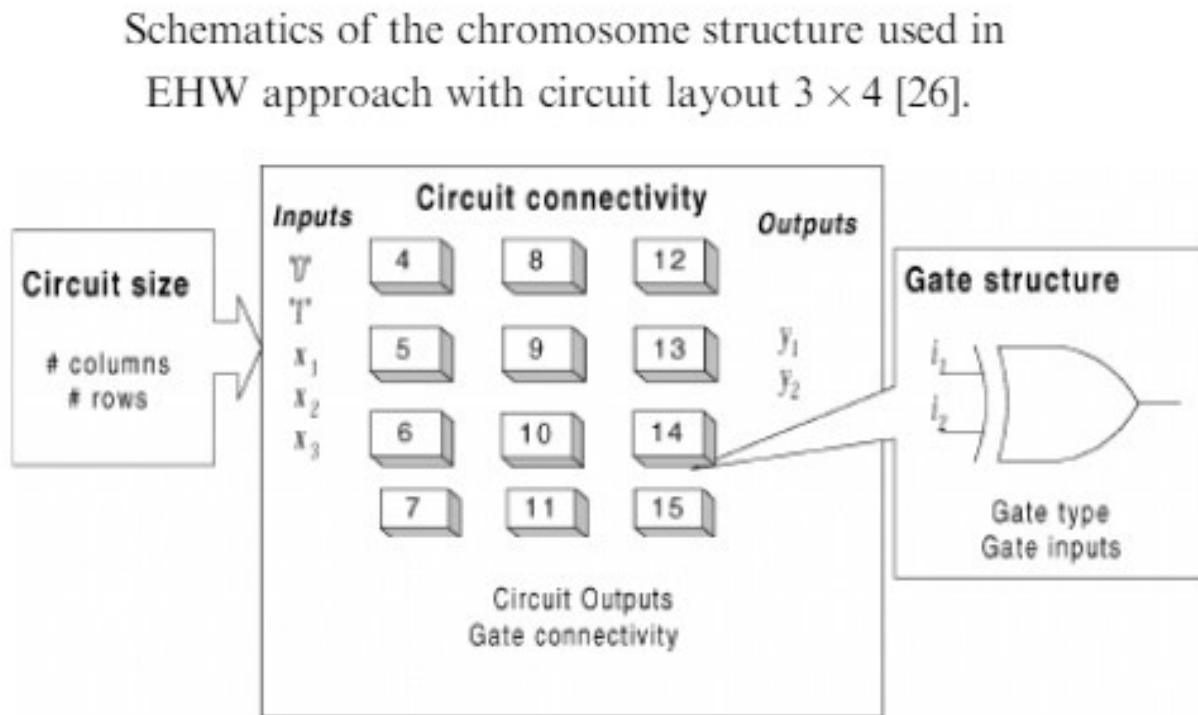 Schematics of the chromosome structure used in
EHW approach with circuit layout 3 × 4 [26].
Circuit size
# columns
# rows
Circuit connectivity
Inputs
"0"
"1"
x1
x2
x3
4 8 12
5 9 13
6 10 14
7 11 15
Outputs
y1
y2
Circuit Outputs
Gate connectivity
Gate structure
i1
i2
Gate type
Gate inputs